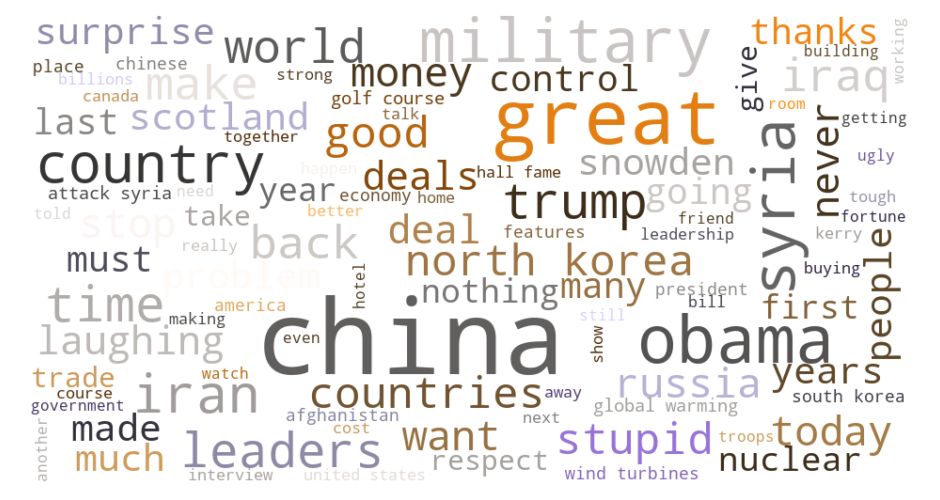 surprise
world
military
thanks
building
working
place
chinese
billions
make
strong
money
control
give
iraq
canada
golf course
room
last
scotland
talk
together
good
great
getting
country
happen
deals
hall fame
snowden
syria
never
ugly
attack syria
need
year
economy
home
trump
going
tough
told
stop
take
better
features
friend
leadership
fortune
kerry
really
back
deal
must
problem
hotel
north korea
buying
people
nothing
many
president
bill
first
time
america
making
still
laughing
even
china
show
obama
trade
watch
course
iran
countries
away
russia
years
south korea
government
afghanistan
next
global warming
made
cost
want
stupid
troops
today
another
much
leaders
interview
united states
respect
wind turbines
nuclear